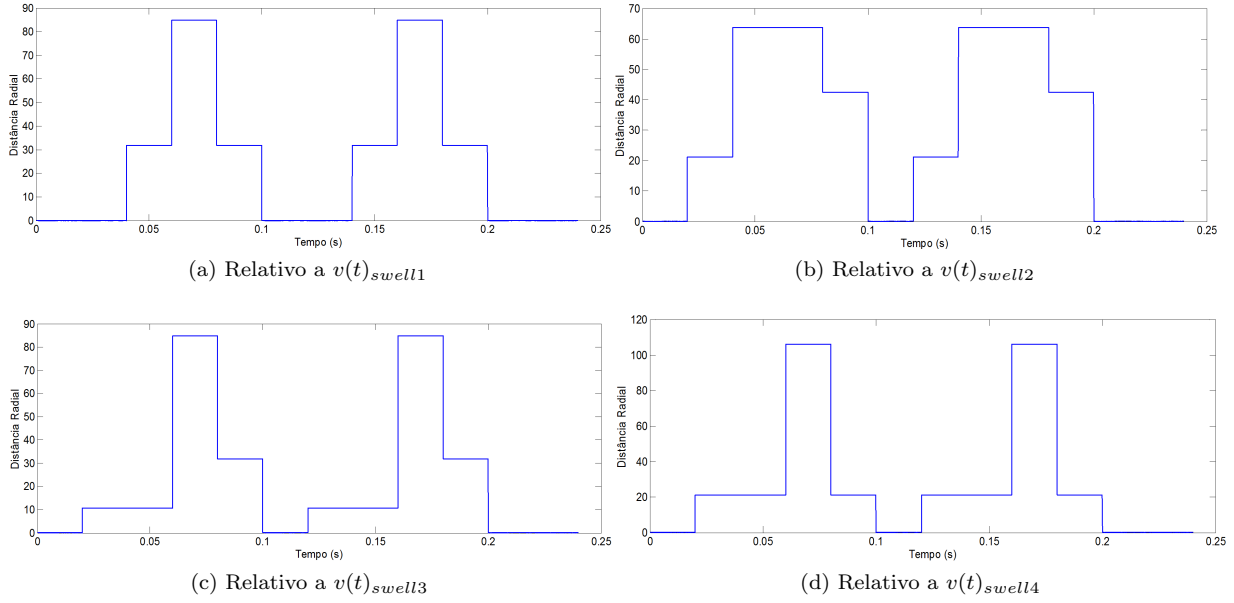 90
80
70
60
50
40
30
20
10
0
Distância Radial
0 0.05 0.1 0.15 0.2 0.25
Tempo (s)
(a) Relativo a v(t)swell1
70
60
50
40
30
20
10
0
Distância Radial
0 0.05 0.1 0.15 0.2 0.25
Tempo (s)
(b) Relativo a v(t)swell2
90
80
70
60
50
40
30
20
10
0
Distância Radial
0 0.05 0.1 0.15 0.2 0.25
Tempo (s)
(c) Relativo a v(t)swell3
120
100
80
60
40
20
0
Distância Radial
0 0.05 0.1 0.15 0.2 0.25
Tempo (s)
(d) Relativo a v(t)swell4